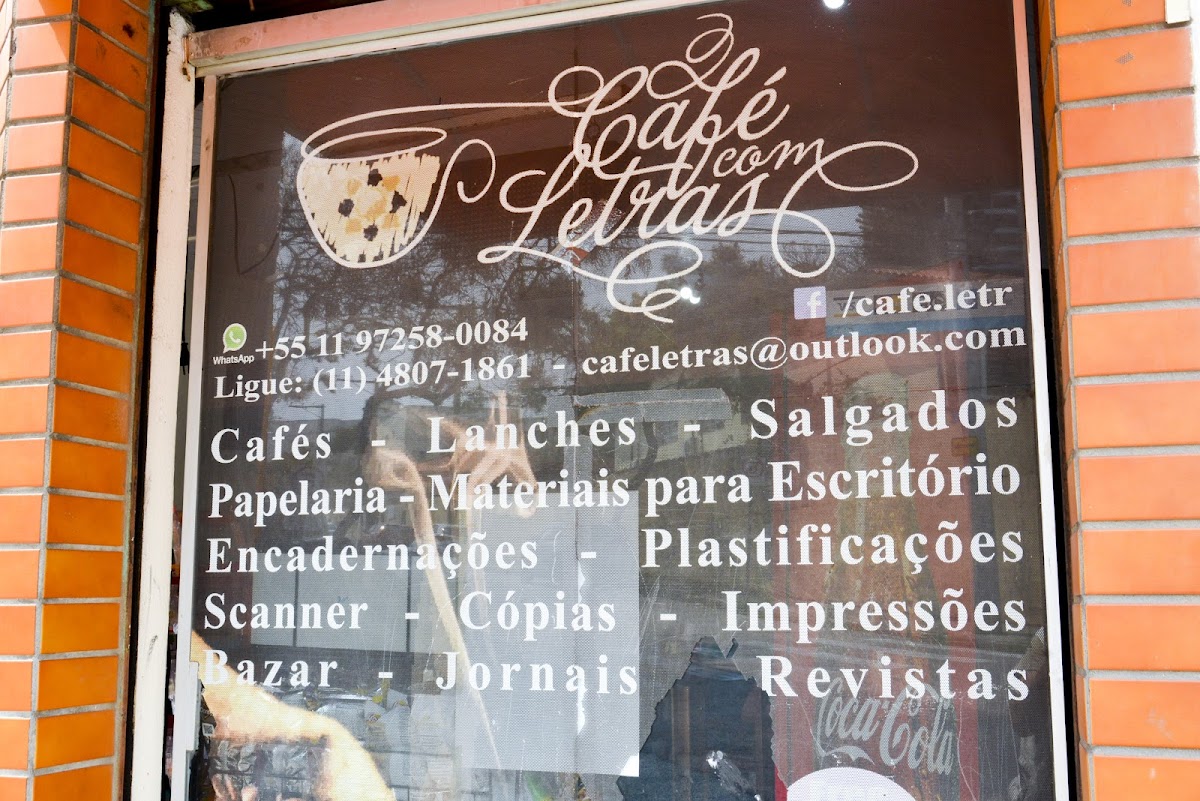 Café
com
Letras
f /cafe.letr
WhatsApp +55 11 97258-0084
Ligue: (11) 4807-1861 - cafeletras@outlook.com
Cafés - Lanches - Salgados
Papelaria - Materiais para Escritório
Encadernações - Plastificações
Scanner - Cópias - Impressões
Bazar - Jornais Revistas
Coca-Cola